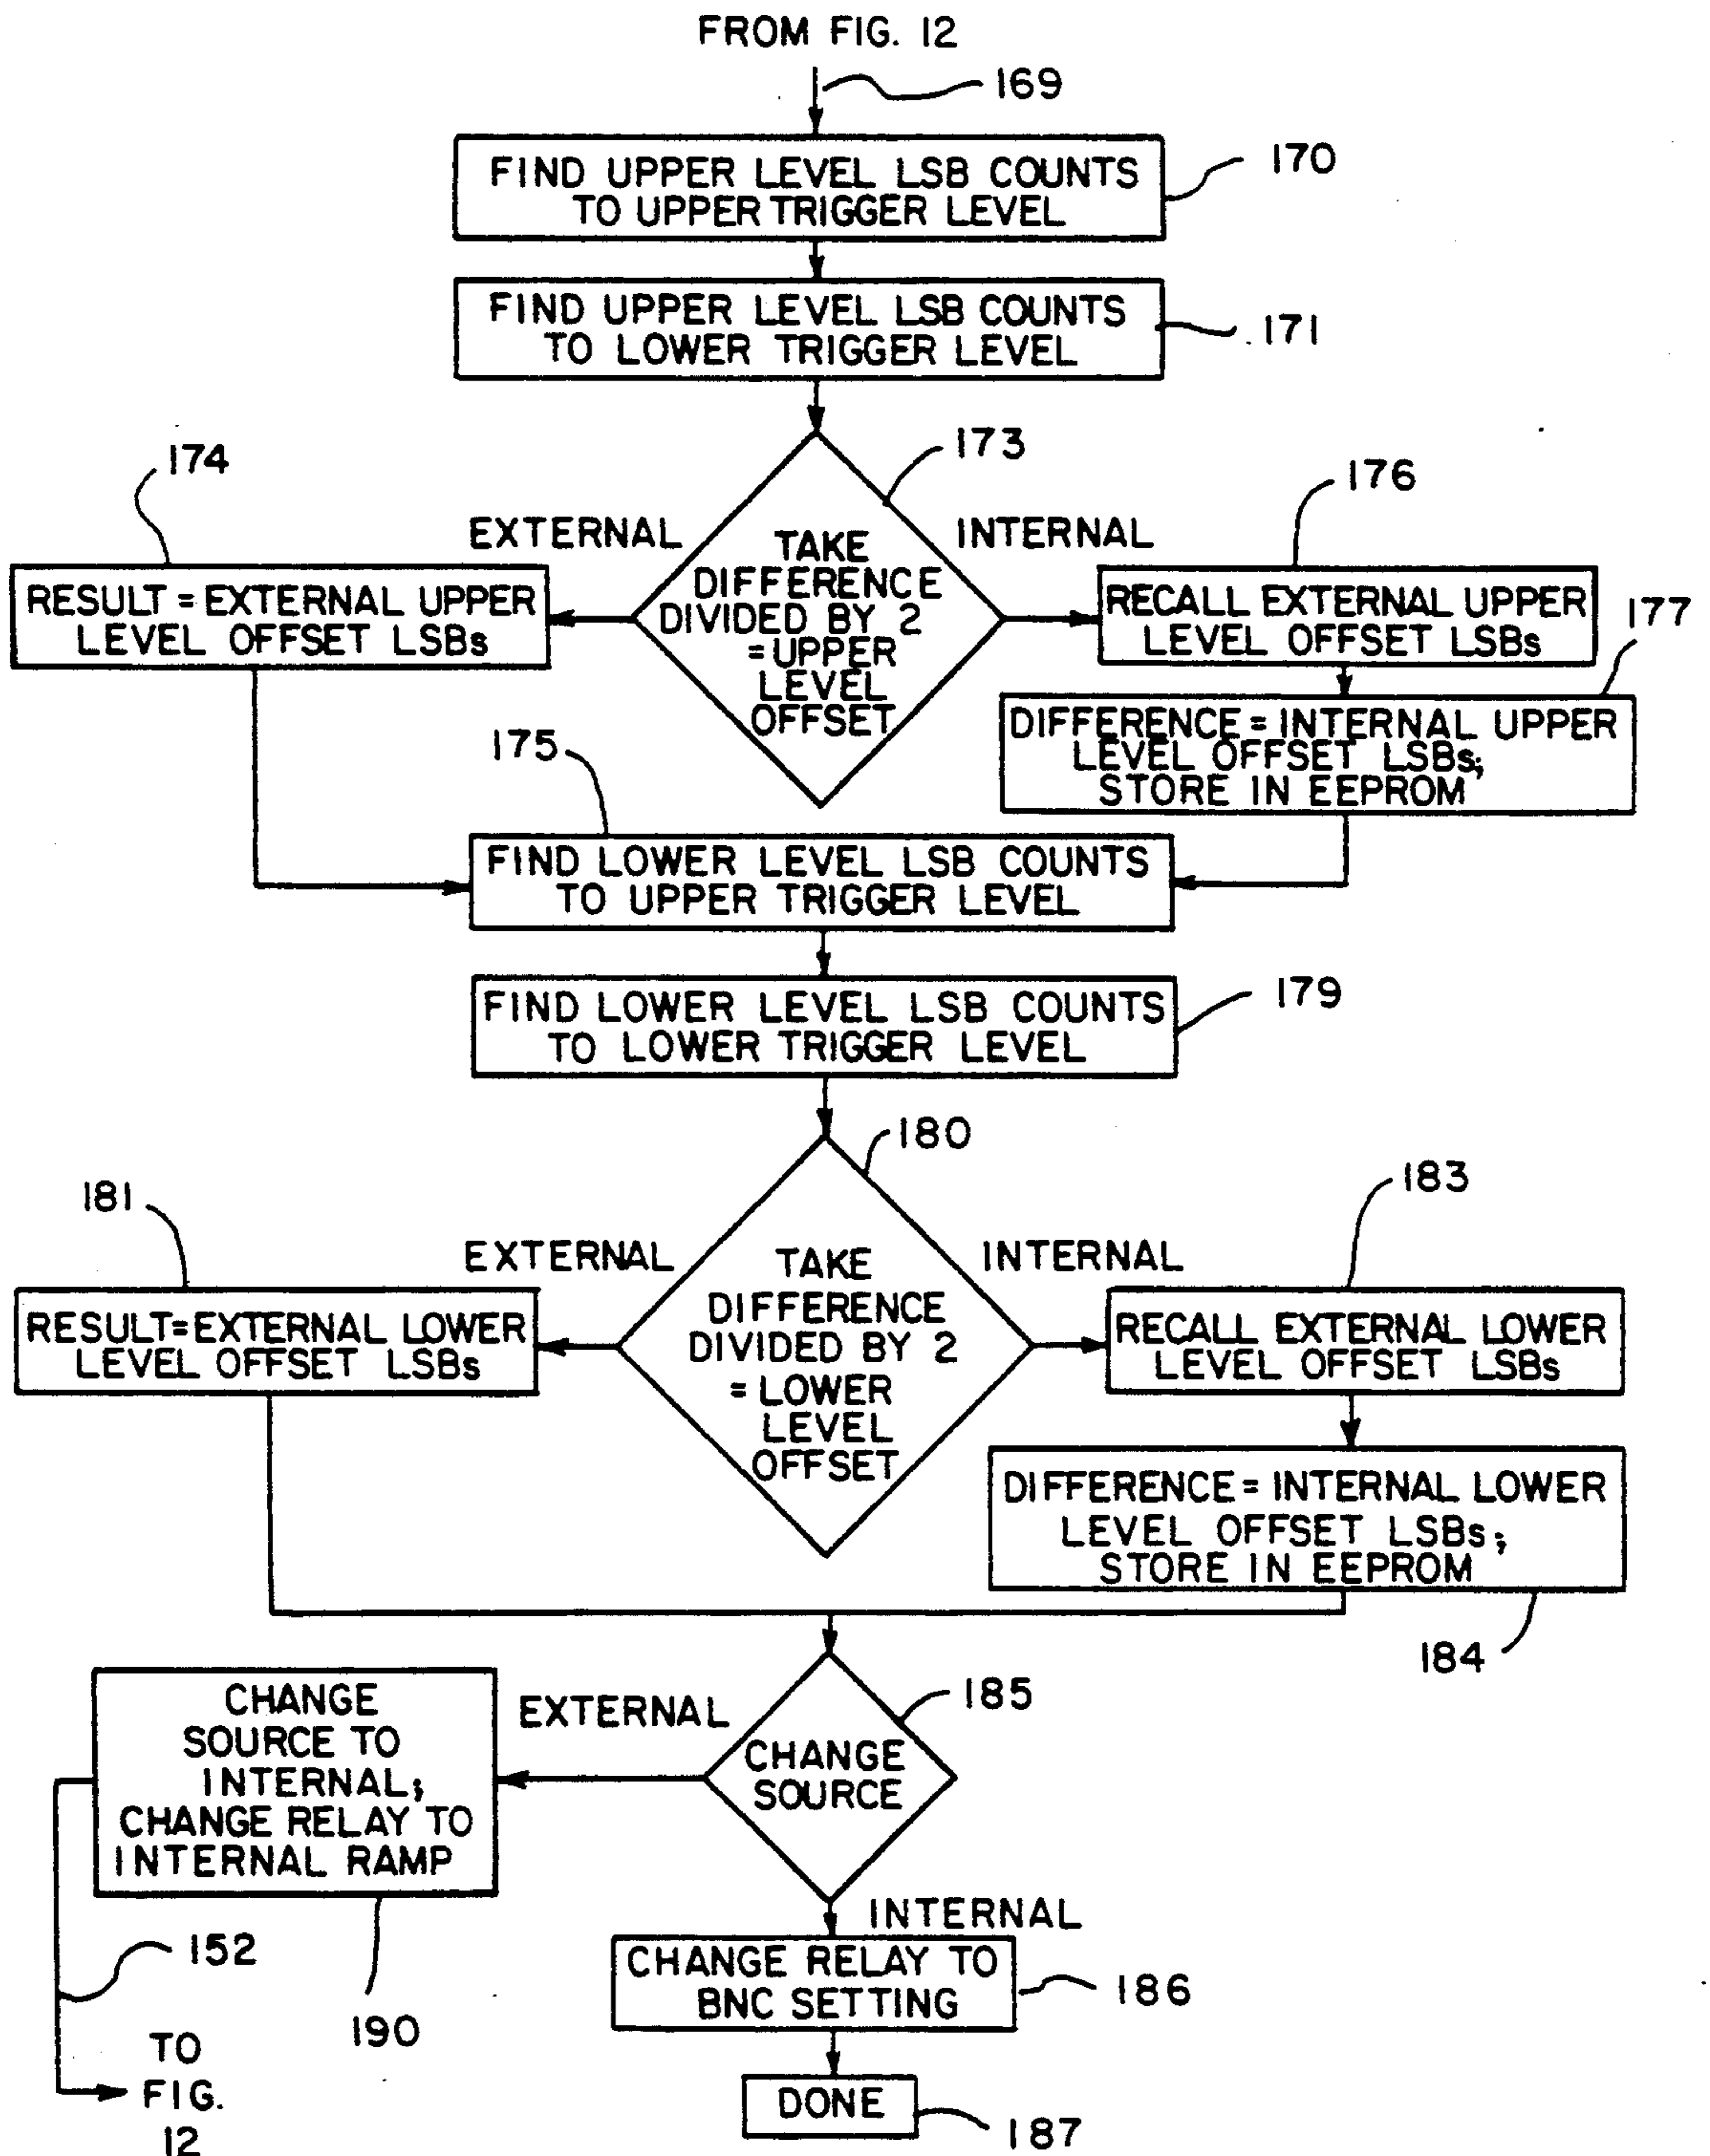 FROM FIG. 12
169
FIND UPPER LEVEL LSB COUNTS
TO UPPER TRIGGER LEVEL
170
FIND UPPER LEVEL LSB COUNTS
TO LOWER TRIGGER LEVEL
171
173
174
176
EXTERNAL
INTERNAL
TAKE
DIFFERENCE
DIVIDED BY 2
=UPPER
LEVEL
OFFSET
RESULT = EXTERNAL UPPER
LEVEL OFFSET LSBs
RECALL EXTERNAL UPPER
LEVEL OFFSET LSBs
177
DIFFERENCE = INTERNAL UPPER
LEVEL OFFSET LSBs;
STORE IN EEPROM
175
FIND LOWER LEVEL LSB COUNTS
TO UPPER TRIGGER LEVEL
FIND LOWER LEVEL LSB COUNTS
TO LOWER TRIGGER LEVEL
179
180
181
183
EXTERNAL
INTERNAL
TAKE
DIFFERENCE
DIVIDED BY 2
= LOWER
LEVEL
OFFSET
RESULT=EXTERNAL LOWER
LEVEL OFFSET LSBs
RECALL EXTERNAL LOWER
LEVEL OFFSET LSBs
DIFFERENCE = INTERNAL LOWER
LEVEL OFFSET LSBs;
STORE IN EEPROM
184
185
EXTERNAL
CHANGE
SOURCE
CHANGE
SOURCE TO
INTERNAL;
CHANGE RELAY TO
INTERNAL RAMP
INTERNAL
152
190
CHANGE RELAY TO
BNC SETTING
186
TO
FIG.
12
DONE
187